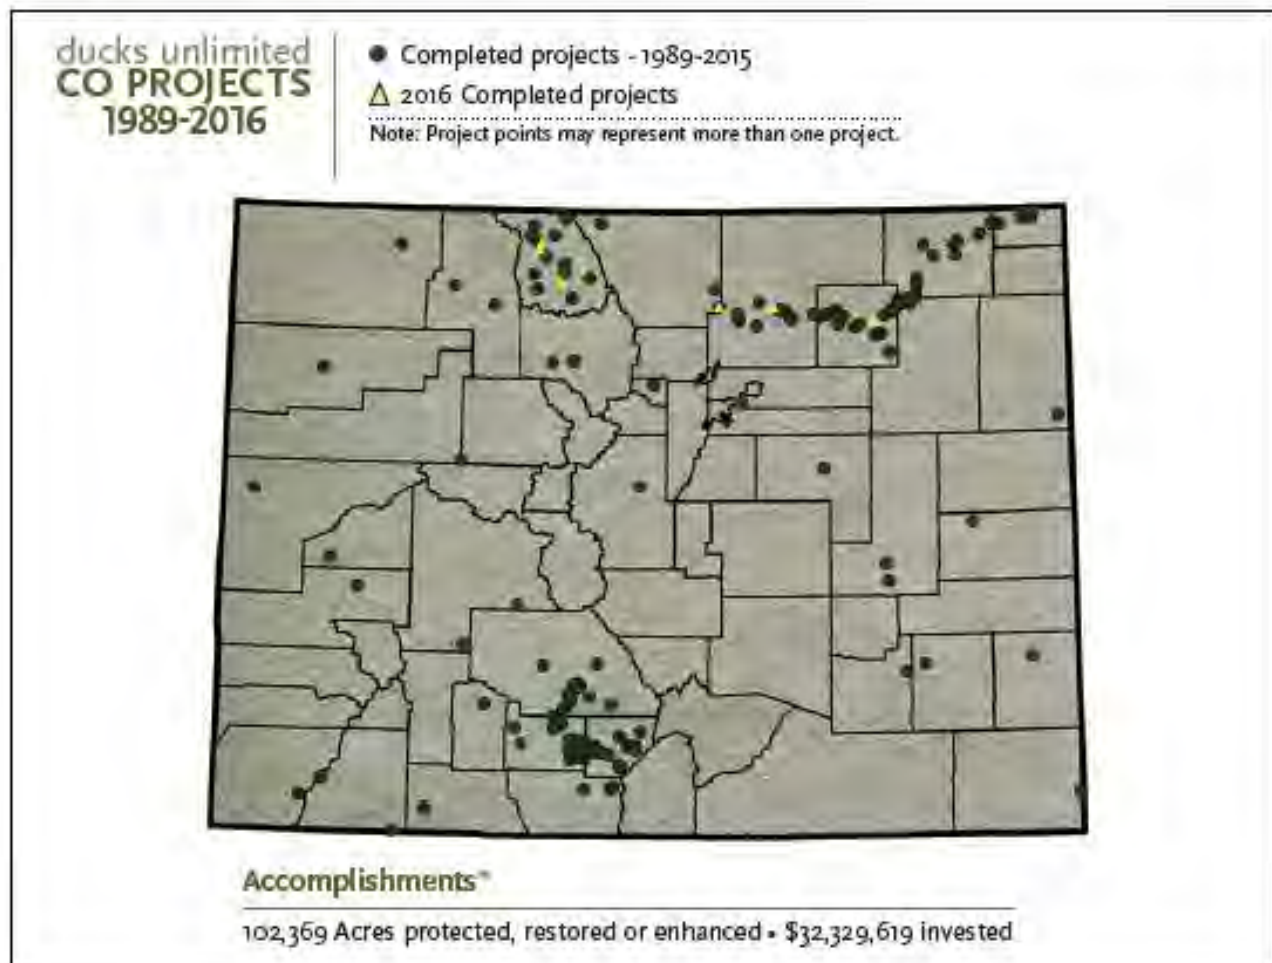 ducks unlimited
CO PROJECTS
1989-2016
Completed projects - 1989-2015
2016 Completed projects
Note: Project points may represent more than one project.
Accomplishments
102,369 Acres protected, restored or enhanced • $32,329,619 invested